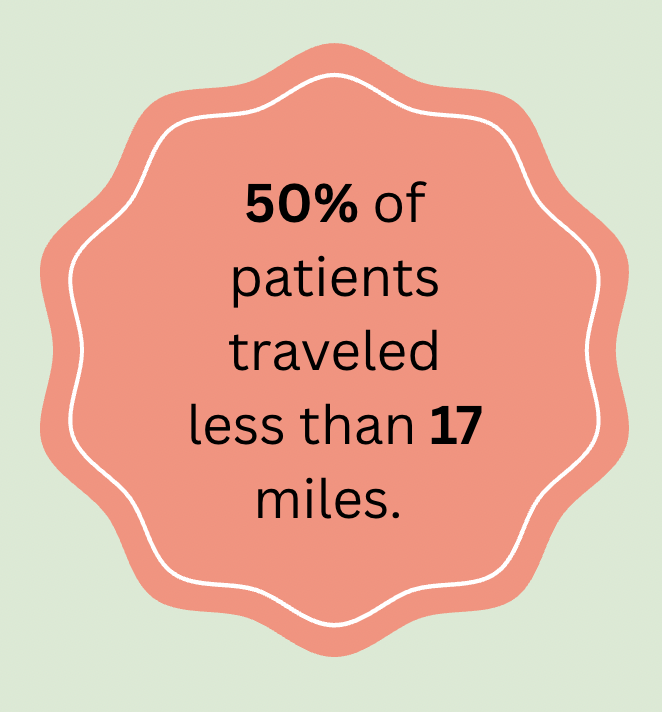 50% of
patients
traveled
less than 17
miles.